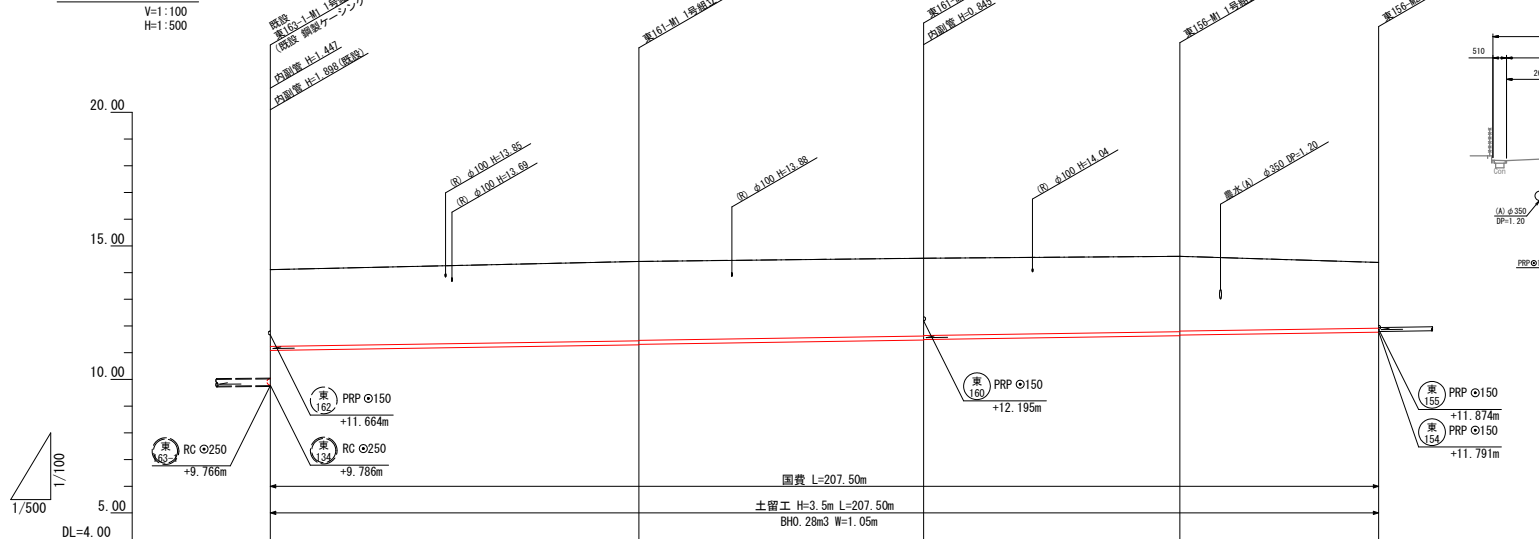 V=1:100
H=1:500
既設
東163-1-M1 1号
(既設 鋼製ケーシング
内副管 H=1.447
内副管 H=1.898(既設)
東161-M1 1号組立
東161-
内副管 H=0.845
東156-M1 1号組
東156-M
510
20.00
15.00
10.00
5.00
DL=4.00
(R) φ100 H=13.85
(R) φ100 H=13.69
(R) φ100 H=13.88
(R) φ100 H=14.04
農水(A) φ350 DP=1.20
Con
(A) φ350
DP=1.20
東
162
PRP ⊙150
+11.664m
東
63-1
RC ⊙250
+9.766m
東
134
RC ⊙250
+9.786m
東
160
PRP ⊙150
+12.195m
東
155
PRP ⊙150
+11.874m
東
154
PRP ⊙150
+11.791m
1/100
1/500
国費 L=207.50m
土留工 H=3.5m L=207.50m
BH0.28m3 W=1.05m